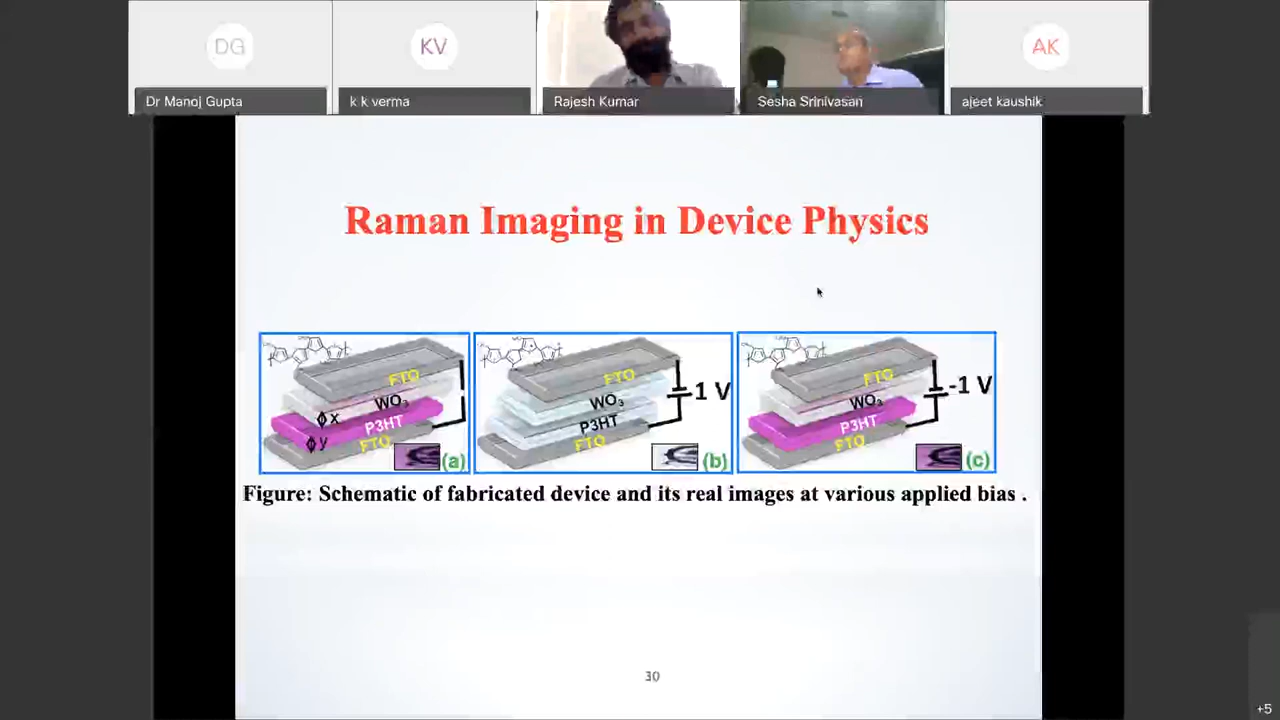 DG
KV
AK
Dr Manoj Gupta
k k verma
Rajesh Kumar
Sesha Srinivasan
ajeet kaushik
Raman Imaging in Device Physics
FTO
WO₃
ϕx
P3HT
ϕy
FTO
(a)
FTO
1 V
WO₃
P3HT
FTO
(b)
FTO
-1 V
WO₃
P3HT
FTO
(c)
Figure: Schematic of fabricated device and its real images at various applied bias .
30
+5